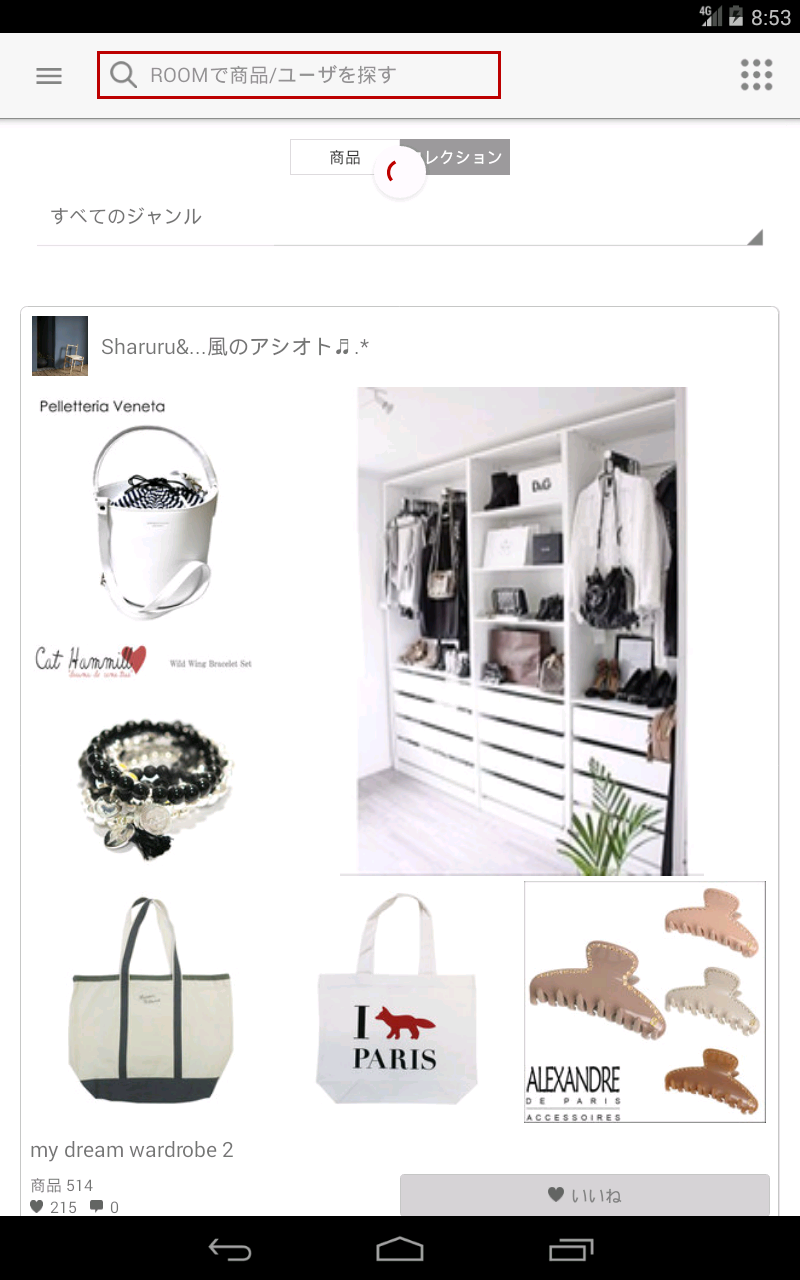 4G 8:53
ROOMで商品/ユーザを探す
商品 レクション
すべてのジャンル
Sharuru&...風のアシオト♬.*
Pelletteria Veneta
D&G
Cat Hammill
Wild Wing Bracelet Set
I
PARIS
ALEXANDRE
DE PARIS
ACCESSOIRES
my dream wardrobe 2
商品 514
215 0
いいね